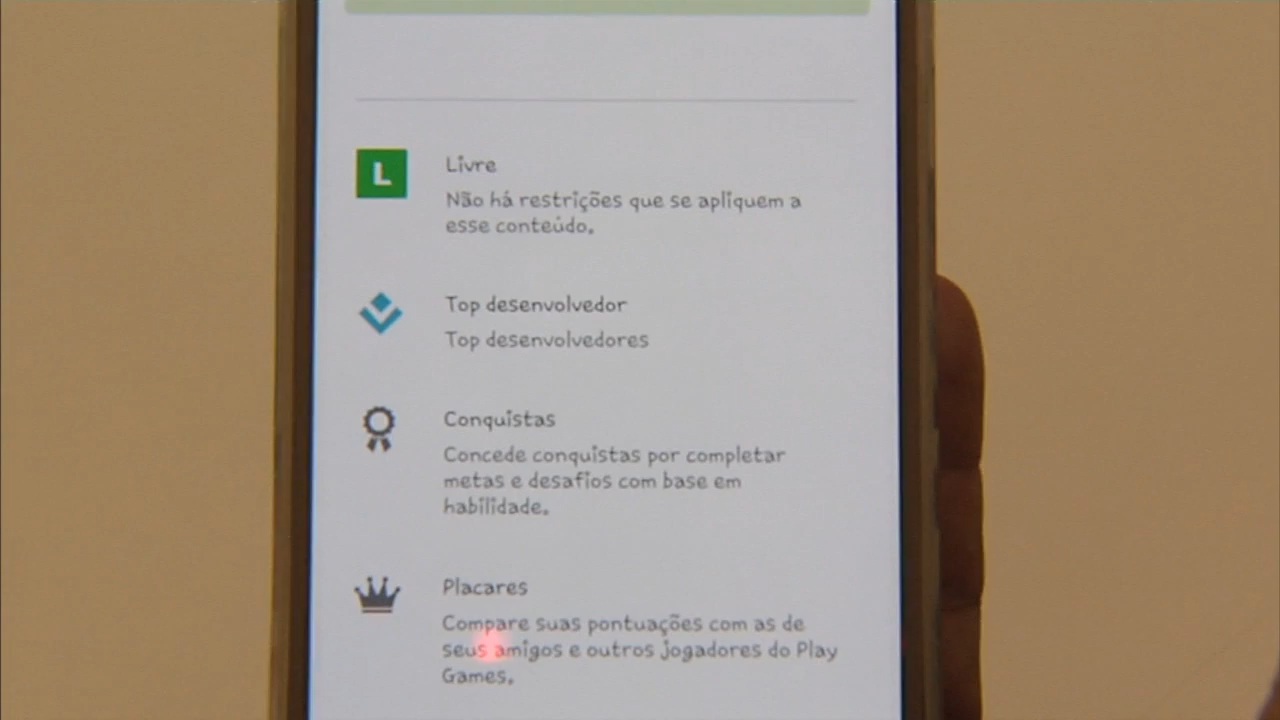 L
Livre
Não há restrições que se apliquem a
esse conteúdo.
Top desenvolvedor
Top desenvolvedores
Conquistas
Concede conquistas por completar
metas e desafios com base em
habilidade.
Placares
Compare suas pontuações com as de
seus amigos e outros jogadores do Play
Games.